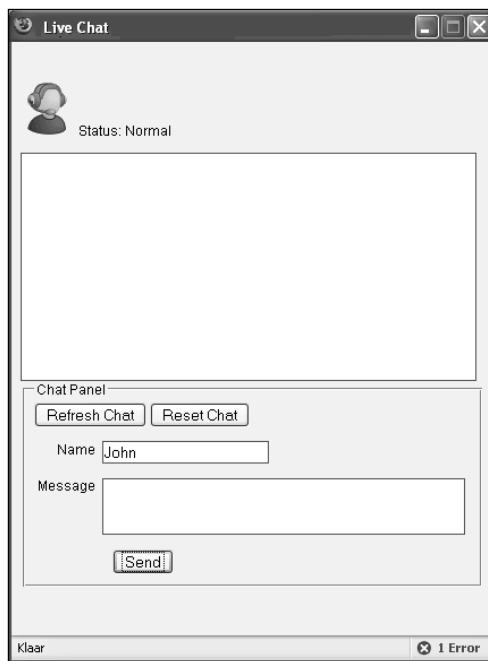 Live Chat
Status: Normal
Chat Panel
Refresh Chat Reset Chat
Name John
Message
Send
Klaar 1 Error